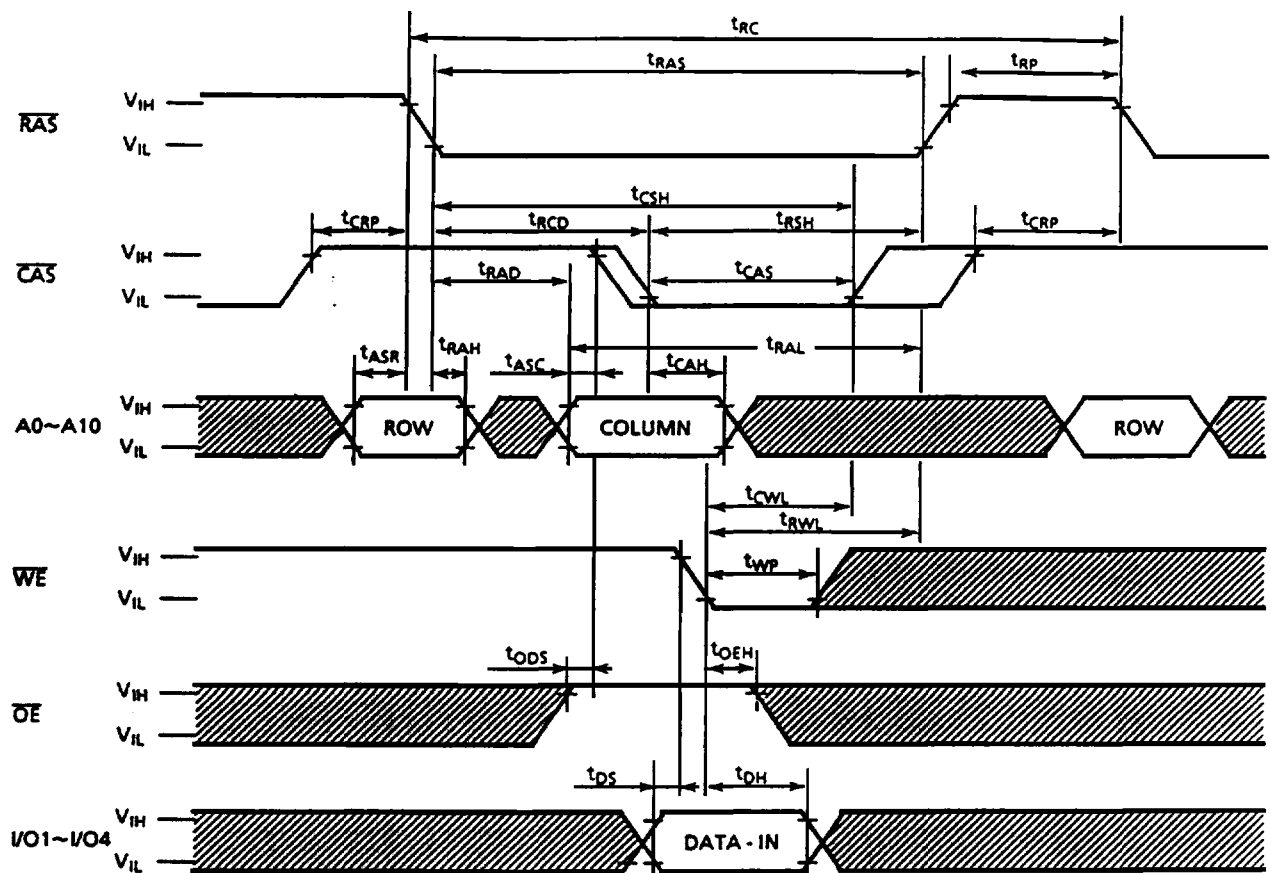 tRC
tRAS tRP
VIH
RAS
VIL
tCSH
tCRP tRCD tRSH tCRP
VIH
CAS tRAD tCAS
VIL
tRAL
tASR tRAH tASC tCAH
VIH
A0~A10 ROW COLUMN ROW
VIL
tCWL
tRWL
VIH
WE tWP
VIL
tODS tOEH
VIH
OE
VIL
tDS tDH
VIH
I/O1~I/O4 DATA - IN
VIL